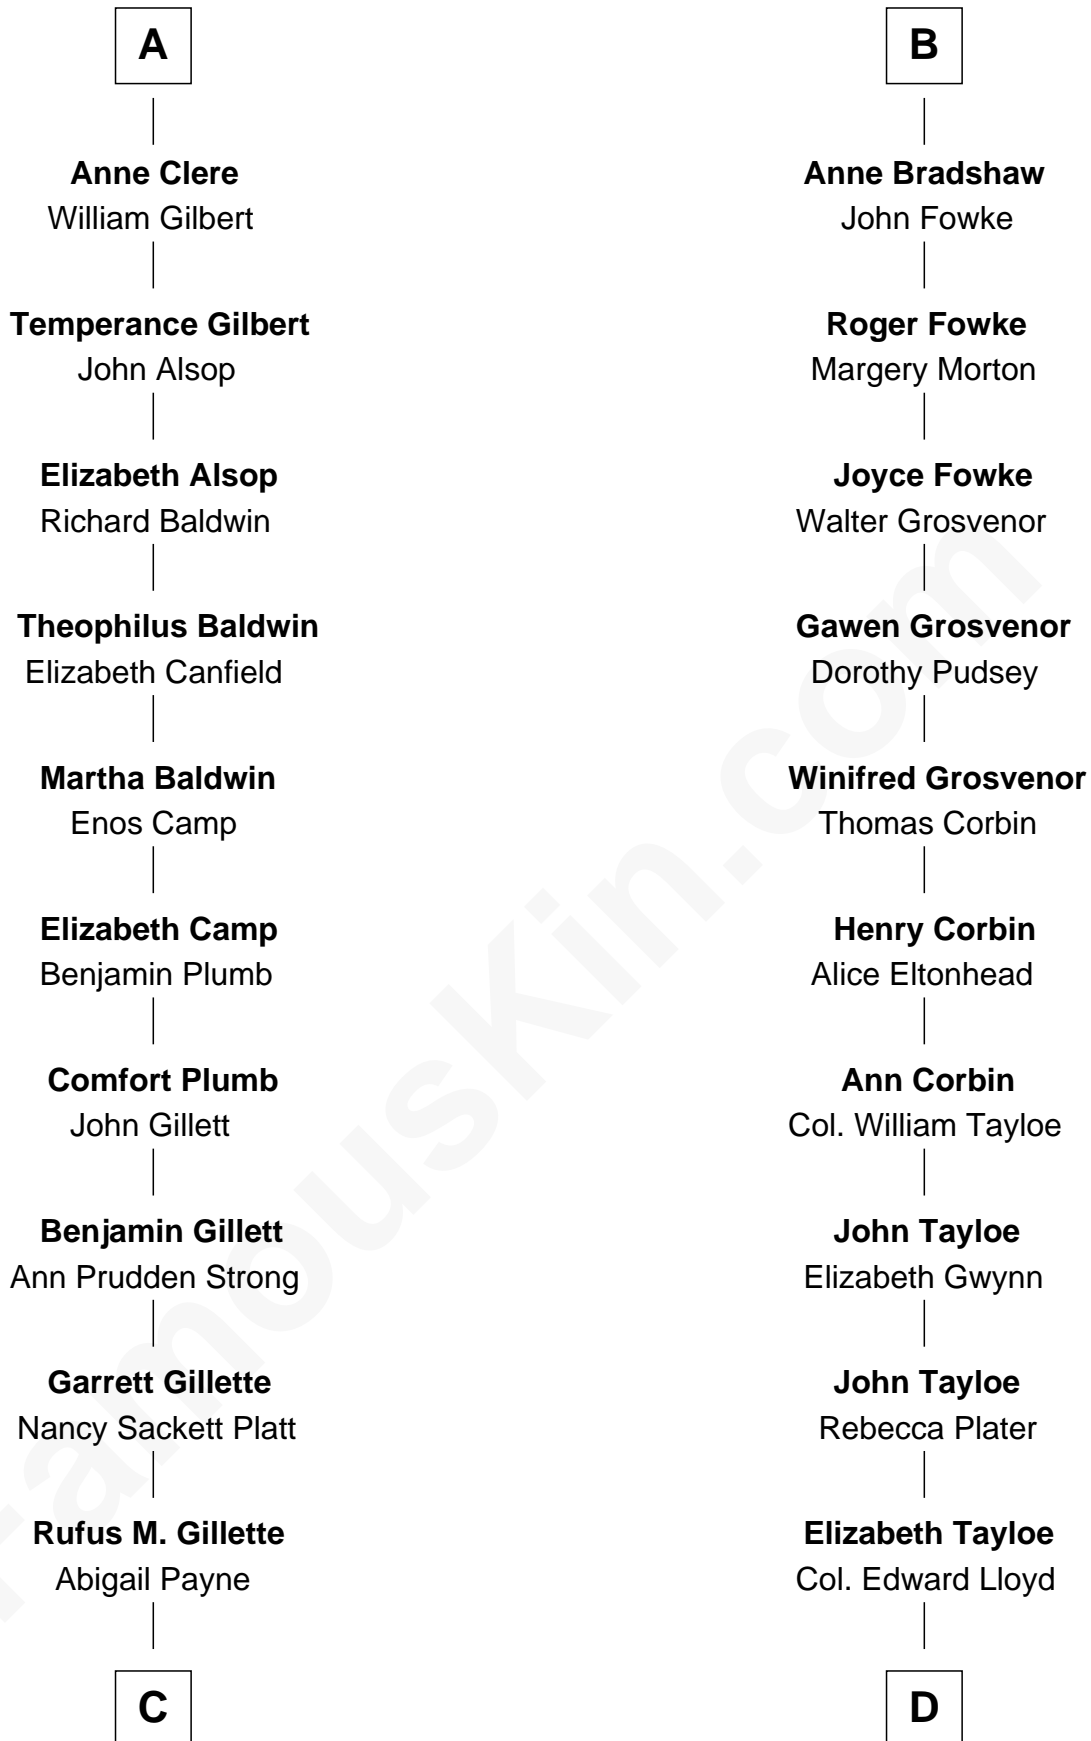 A
Anne Clere
William Gilbert
Temperance Gilbert
John Alsop
Elizabeth Alsop
Richard Baldwin
Theophilus Baldwin
Elizabeth Canfield
Martha Baldwin
Enos Camp
Elizabeth Camp
Benjamin Plumb
Comfort Plumb
John Gillett
Benjamin Gillett
Ann Prudden Strong
Garrett Gillette
Nancy Sackett Platt
Rufus M. Gillette
Abigail Payne
C
B
Anne Bradshaw
John Fowke
Roger Fowke
Margery Morton
Joyce Fowke
Walter Grosvenor
Gawen Grosvenor
Dorothy Pudsey
Winifred Grosvenor
Thomas Corbin
Henry Corbin
Alice Eltonhead
Ann Corbin
Col. William Tayloe
John Tayloe
Elizabeth Gwynn
John Tayloe
Rebecca Plater
Elizabeth Tayloe
Col. Edward Lloyd
D
FamousKin.com